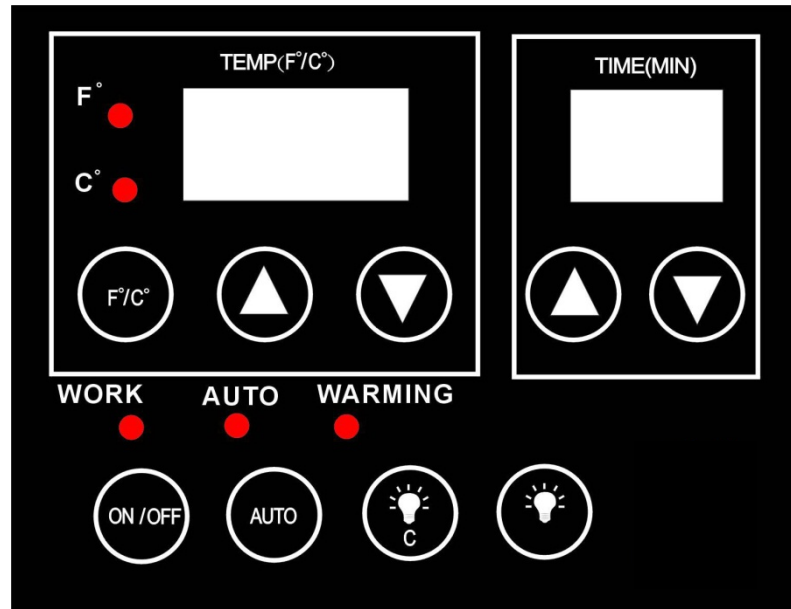 TEMP(F°/C°)
TIME(MIN)
F°
C°
F°/C°
WORK
AUTO
WARMING
ON/OFF
AUTO
C